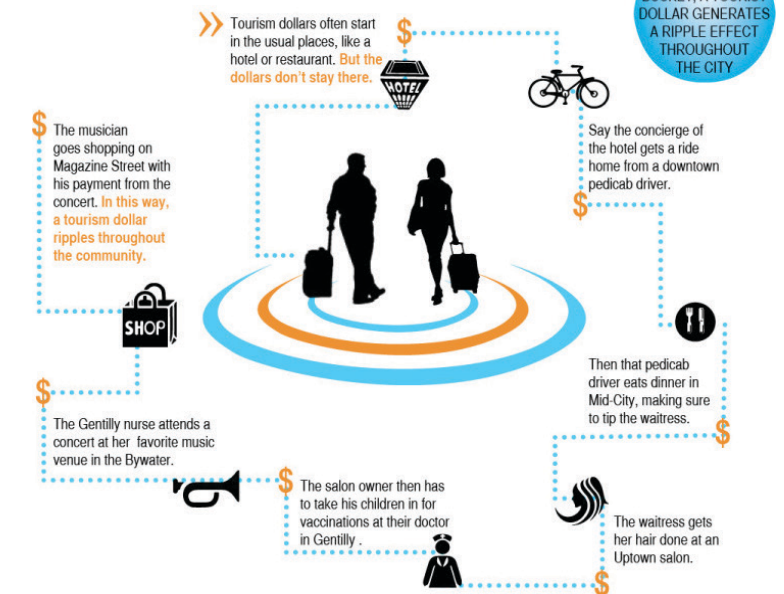 Tourism dollars often start
in the usual places, like a
hotel or restaurant. But the
dollars don't stay there.
HOTEL
DOLLAR GENERATES
A RIPPLE EFFECT
THROUGHOUT
THE CITY
Say the concierge of
the hotel gets a ride
home from a downtown
pedicab driver.
Then that pedicab
driver eats dinner in
Mid-City, making sure
to tip the waitress.
The waitress gets
her hair done at an
Uptown salon.
The salon owner then has
to take his children in for
vaccinations at their doctor
in Gentilly .
The Gentilly nurse attends a
concert at her favorite music
venue in the Bywater.
SHOP
The musician
goes shopping on
Magazine Street with
his payment from the
concert. In this way,
a tourism dollar
ripples throughout
the community.
$
$
$
$
$
$
$
$